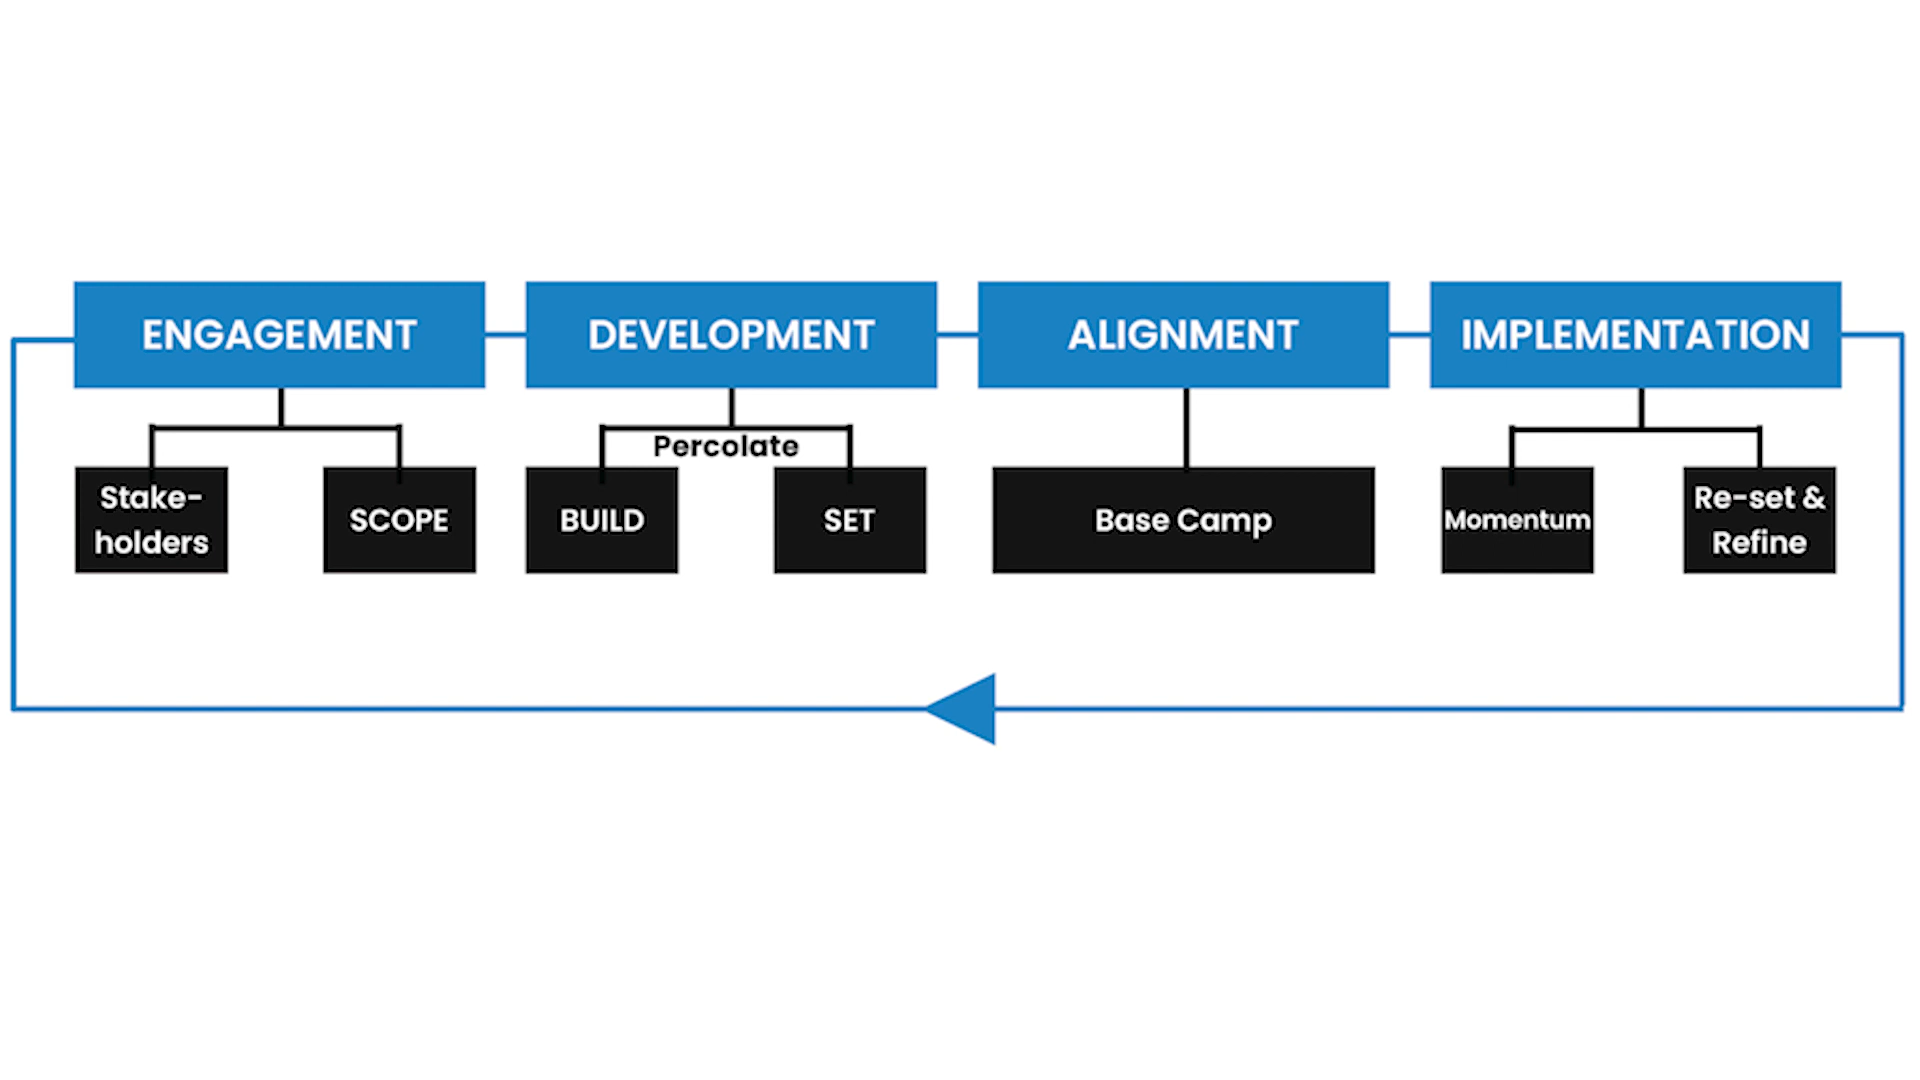 ENGAGEMENT
DEVELOPMENT
ALIGNMENT
IMPLEMENTATION
Percolate
Stake-
holders
SCOPE
BUILD
SET
Base Camp
Momentum
Re-set &
Refine